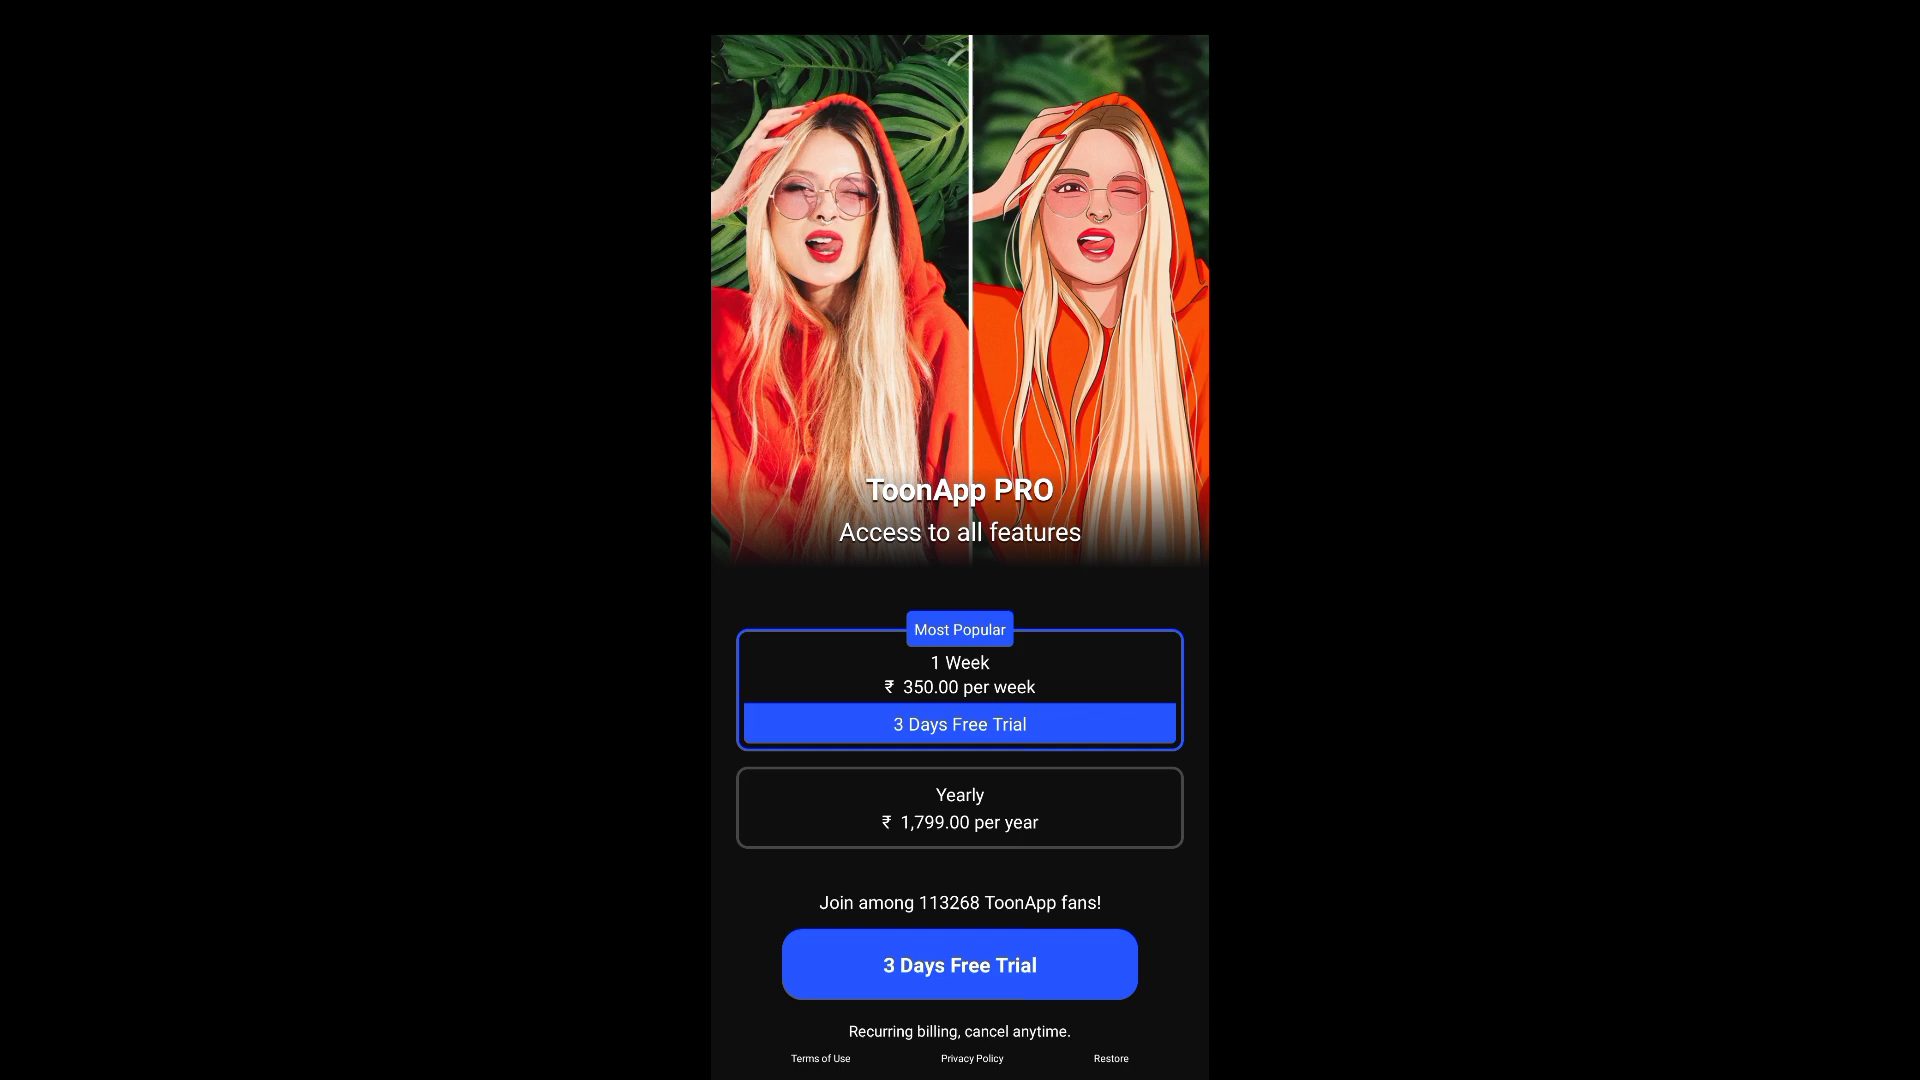 ToonApp PRO
Access to all features
Most Popular
1 Week
₹ 350.00 per week
3 Days Free Trial
Yearly
₹ 1,799.00 per year
Join among 113268 ToonApp fans!
3 Days Free Trial
Recurring billing, cancel anytime.
Terms of Use Privacy Policy Restore